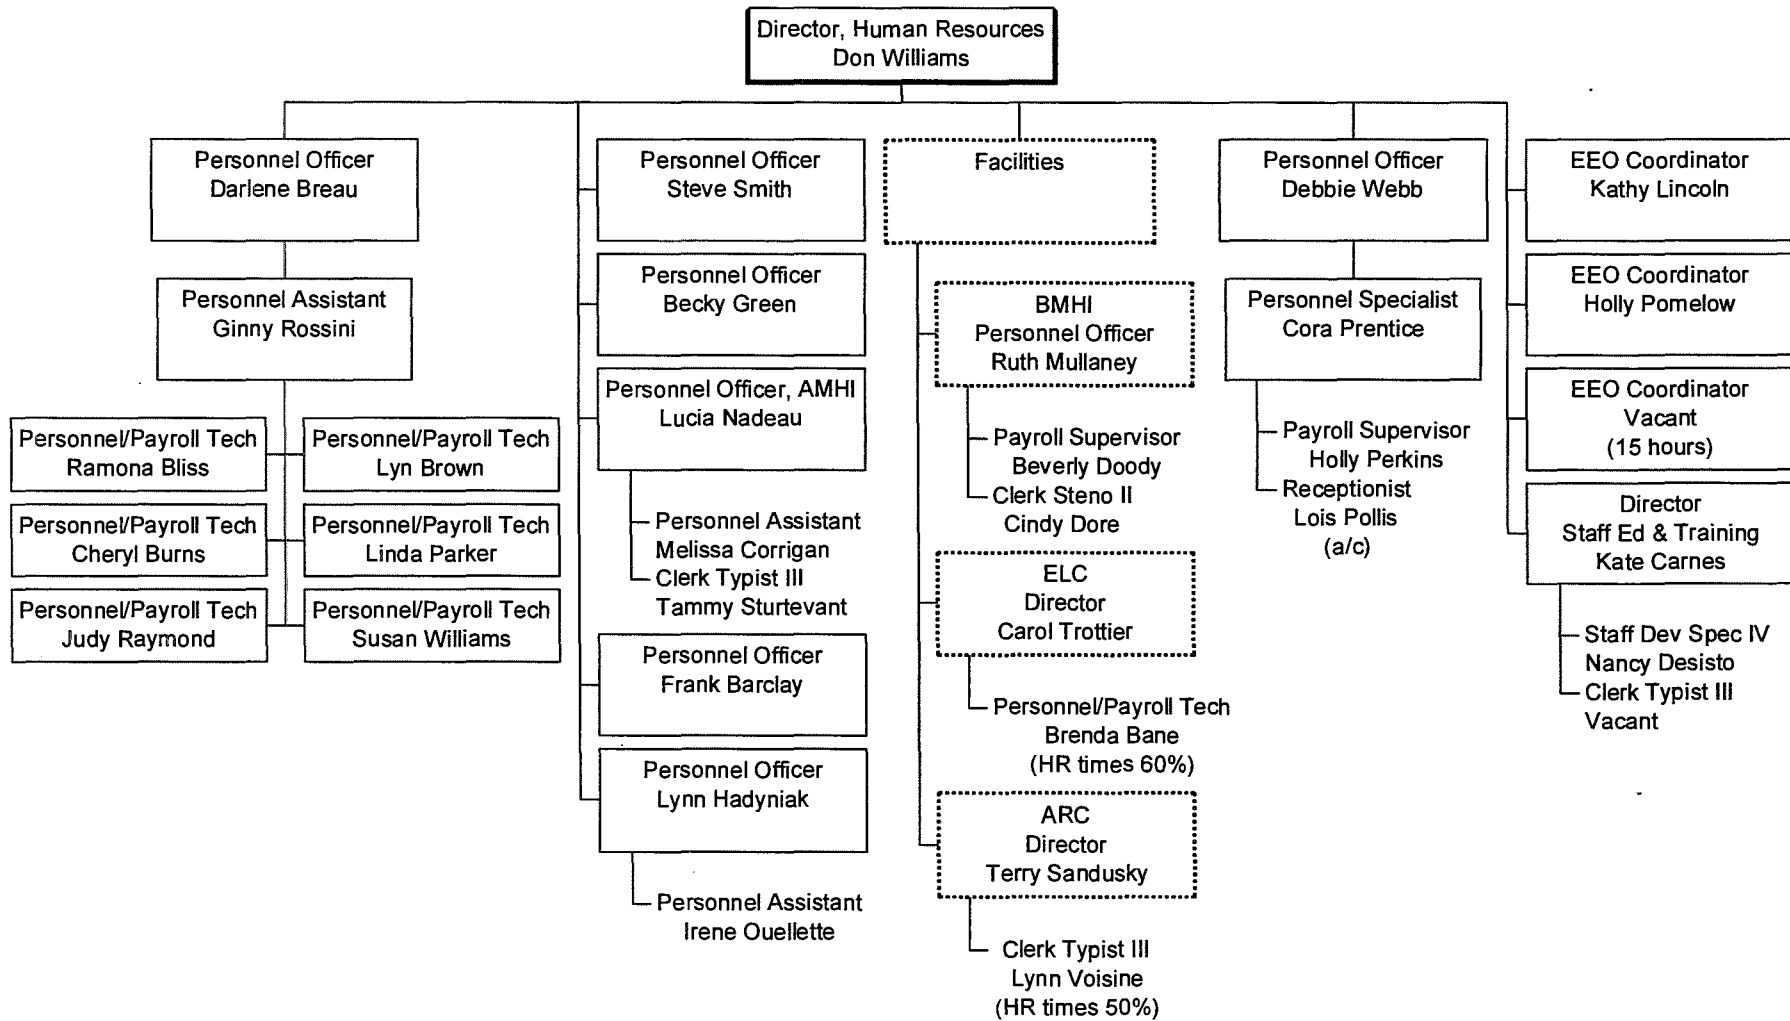 Director, Human Resources
Don Williams
Personnel Officer
Darlene Breau
Personnel Assistant
Ginny Rossini
Personnel/Payroll Tech
Ramona Bliss
Personnel/Payroll Tech
Lyn Brown
Personnel/Payroll Tech
Cheryl Burns
Personnel/Payroll Tech
Linda Parker
Personnel/Payroll Tech
Judy Raymond
Personnel/Payroll Tech
Susan Williams
Personnel Officer
Steve Smith
Personnel Officer
Becky Green
Personnel Officer, AMHI
Lucia Nadeau
Personnel Assistant
Melissa Corrigan
Clerk Typist III
Tammy Sturtevant
Personnel Officer
Frank Barclay
Personnel Officer
Lynn Hadyniak
Personnel Assistant
Irene Ouellette
Facilities
BMHI
Personnel Officer
Ruth Mullaney
Payroll Supervisor
Beverly Doody
Clerk Steno II
Cindy Dore
ELC
Director
Carol Trottier
Personnel/Payroll Tech
Brenda Bane
(HR times 60%)
ARC
Director
Terry Sandusky
Clerk Typist III
Lynn Voisine
(HR times 50%)
Personnel Officer
Debbie Webb
Personnel Specialist
Cora Prentice
Payroll Supervisor
Holly Perkins
Receptionist
Lois Pollis
(a/c)
EEO Coordinator
Kathy Lincoln
EEO Coordinator
Holly Pomelow
EEO Coordinator
Vacant
(15 hours)
Director
Staff Ed & Training
Kate Carnes
Staff Dev Spec IV
Nancy Desisto
Clerk Typist III
Vacant